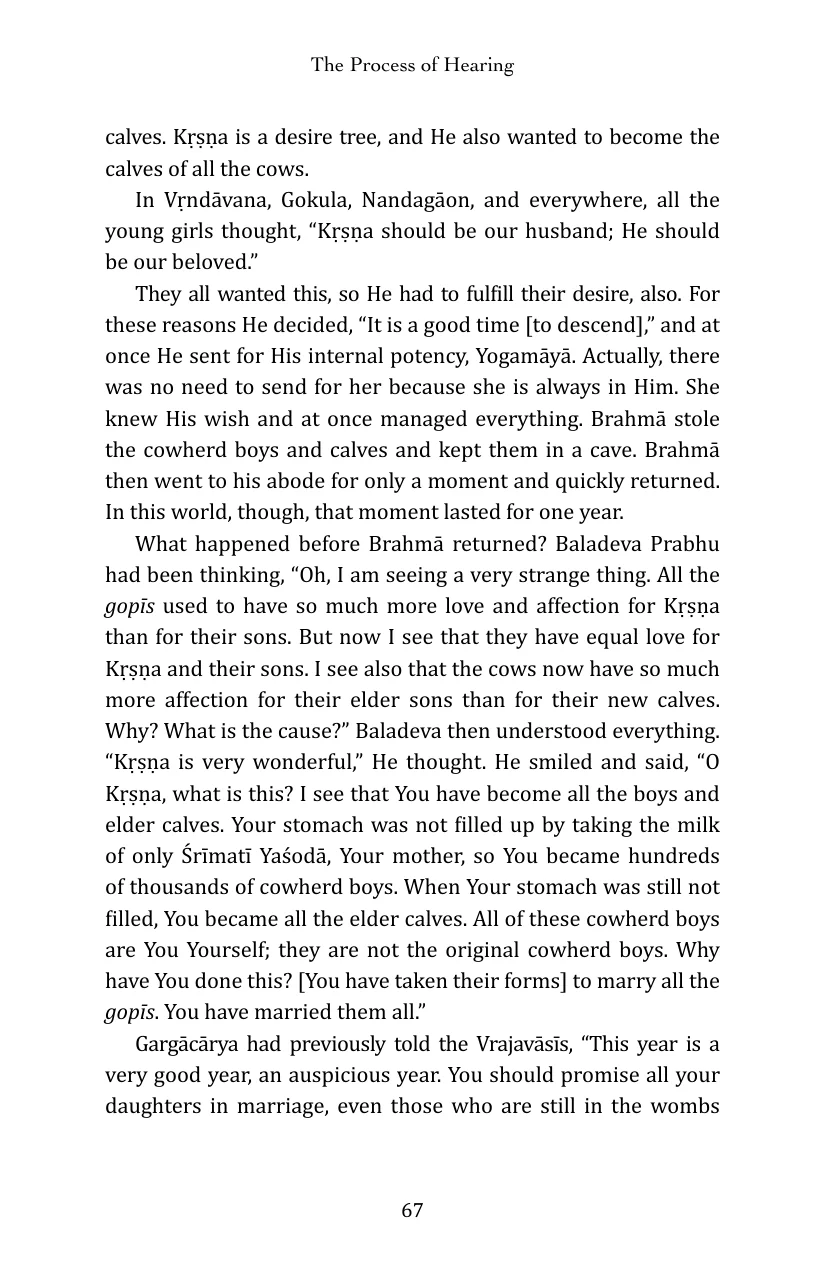 The Process of Hearing
calves. Kṛṣṇa is a desire tree, and He also wanted to become the
calves of all the cows.
In Vṛndāvana, Gokula, Nandagāon, and everywhere, all the
young girls thought, “Kṛṣṇa should be our husband; He should
be our beloved.”
They all wanted this, so He had to fulfill their desire, also. For
these reasons He decided, “It is a good time [to descend],” and at
once He sent for His internal potency, Yogamāyā. Actually, there
was no need to send for her because she is always in Him. She
knew His wish and at once managed everything. Brahmā stole
the cowherd boys and calves and kept them in a cave. Brahmā
then went to his abode for only a moment and quickly returned.
In this world, though, that moment lasted for one year.
What happened before Brahmā returned? Baladeva Prabhu
had been thinking, “Oh, I am seeing a very strange thing. All the
gopīs used to have so much more love and affection for Kṛṣṇa
than for their sons. But now I see that they have equal love for
Kṛṣṇa and their sons. I see also that the cows now have so much
more affection for their elder sons than for their new calves.
Why? What is the cause?” Baladeva then understood everything.
“Kṛṣṇa is very wonderful,” He thought. He smiled and said, “O
Kṛṣṇa, what is this? I see that You have become all the boys and
elder calves. Your stomach was not filled up by taking the milk
of only Śrīmatī Yaśodā, Your mother, so You became hundreds
of thousands of cowherd boys. When Your stomach was still not
filled, You became all the elder calves. All of these cowherd boys
are You Yourself; they are not the original cowherd boys. Why
have You done this? [You have taken their forms] to marry all the
gopīs. You have married them all.”
Gargācārya had previously told the Vrajavāsīs, “This year is a
very good year, an auspicious year. You should promise all your
daughters in marriage, even those who are still in the wombs
67